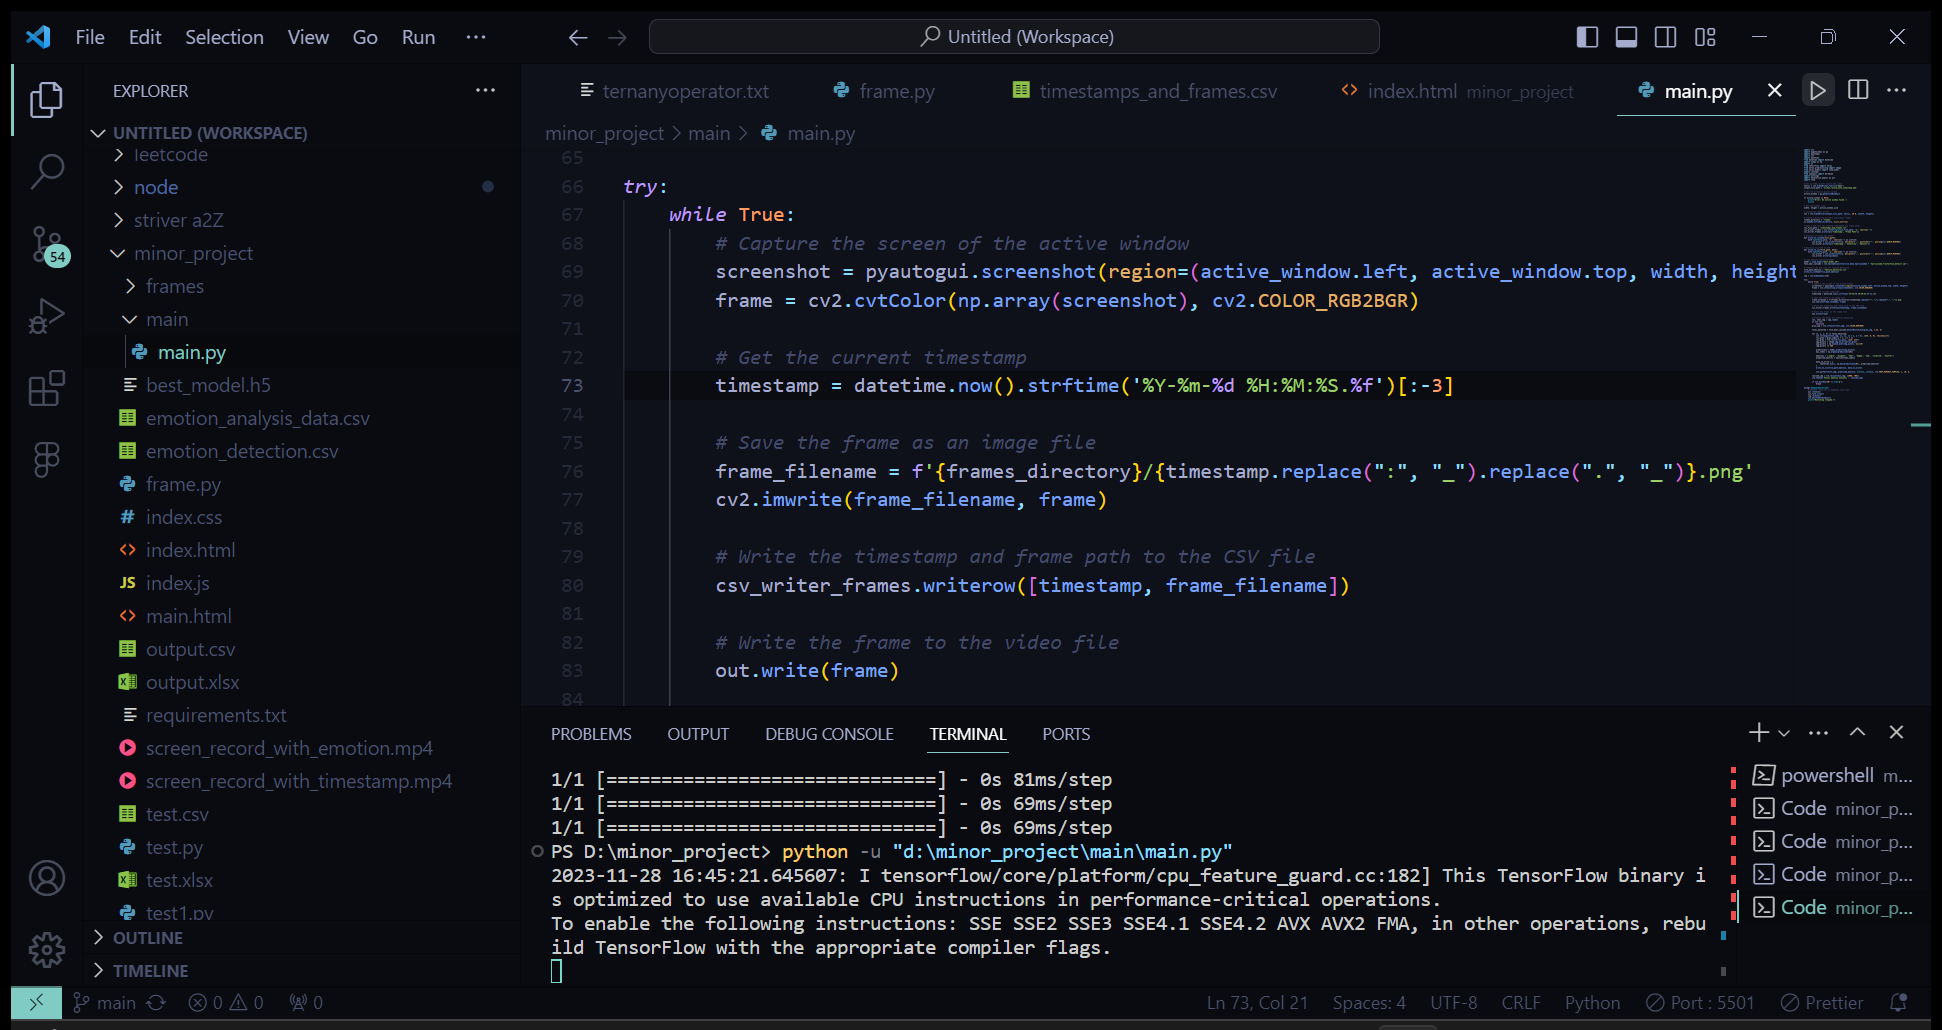 File Edit Selection View Go Run ···
Untitled (Workspace)
EXPLORER
UNTITLED (WORKSPACE)
leetcode
node
striver a2Z
minor_project
frames
main
main.py
best_model.h5
emotion_analysis_data.csv
emotion_detection.csv
frame.py
index.css
index.html
index.js
main.html
output.csv
output.xlsx
requirements.txt
screen_record_with_emotion.mp4
screen_record_with_timestamp.mp4
test.csv
test.py
test.xlsx
test1.py
OUTLINE
TIMELINE
54
JS
ternanyoperator.txt frame.py timestamps_and_frames.csv index.html minor_project main.py
minor_project > main > main.py
65
66 try:
67 while True:
68 # Capture the screen of the active window
69 screenshot = pyautogui.screenshot(region=(active_window.left, active_window.top, width, height
70 frame = cv2.cvtColor(np.array(screenshot), cv2.COLOR_RGB2BGR)
71
72 # Get the current timestamp
73 timestamp = datetime.now().strftime('%Y-%m-%d %H:%M:%S.%f')[:-3]
74
75 # Save the frame as an image file
76 frame_filename = f'{frames_directory}/{timestamp.replace(":", "_").replace(".", "_")}.png'
77 cv2.imwrite(frame_filename, frame)
78
79 # Write the timestamp and frame path to the CSV file
80 csv_writer_frames.writerow([timestamp, frame_filename])
81
82 # Write the frame to the video file
83 out.write(frame)
84
PROBLEMS OUTPUT DEBUG CONSOLE TERMINAL PORTS
1/1 [==============================] - 0s 81ms/step
1/1 [==============================] - 0s 69ms/step
1/1 [==============================] - 0s 69ms/step
PS D:\minor_project> python -u "d:\minor_project\main\main.py"
2023-11-28 16:45:21.645607: I tensorflow/core/platform/cpu_feature_guard.cc:182] This TensorFlow binary i
s optimized to use available CPU instructions in performance-critical operations.
To enable the following instructions: SSE SSE2 SSE3 SSE4.1 SSE4.2 AVX AVX2 FMA, in other operations, rebu
ild TensorFlow with the appropriate compiler flags.
powershell m...
Code minor_p...
Code minor_p...
Code minor_p...
Code minor_p...
main 0 0 0
Ln 73, Col 21 Spaces: 4 UTF-8 CRLF Python Port : 5501 Prettier